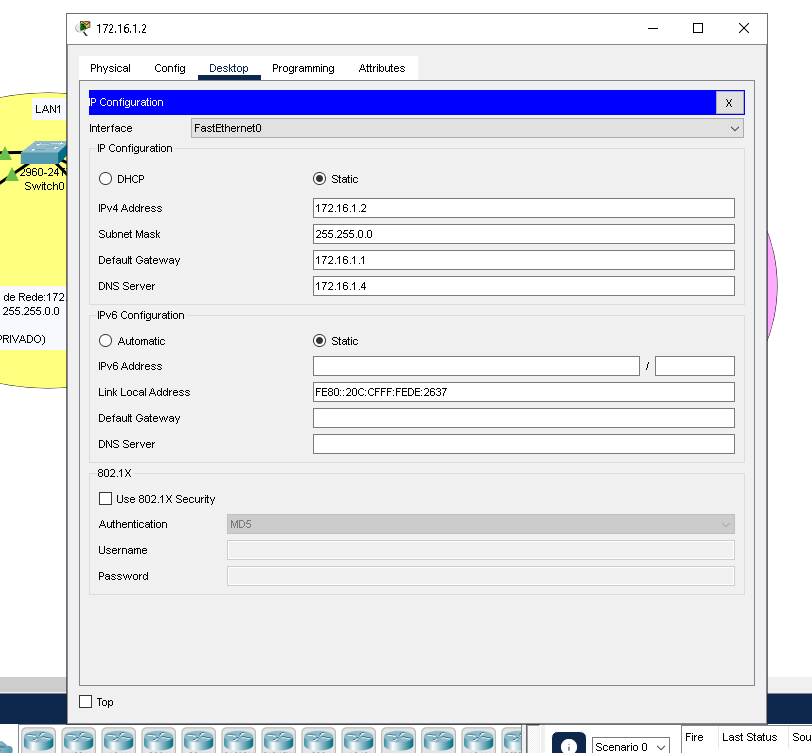 172.16.1.2
Physical Config Desktop Programming Attributes
IP Configuration X
Interface FastEthernet0
IP Configuration
DHCP Static
IPv4 Address 172.16.1.2
Subnet Mask 255.255.0.0
Default Gateway 172.16.1.1
DNS Server 172.16.1.4
IPv6 Configuration
Automatic Static
IPv6 Address /
Link Local Address FE80::20C:CFFF:FEDE:2637
Default Gateway
DNS Server
802.1X
Use 802.1X Security
Authentication MD5
Username
Password
Top
LAN1
2960-24T
Switch0
de Rede:172.
255.255.0.0
PRIVADO)
Scenario 0
Fire Last Status Sou